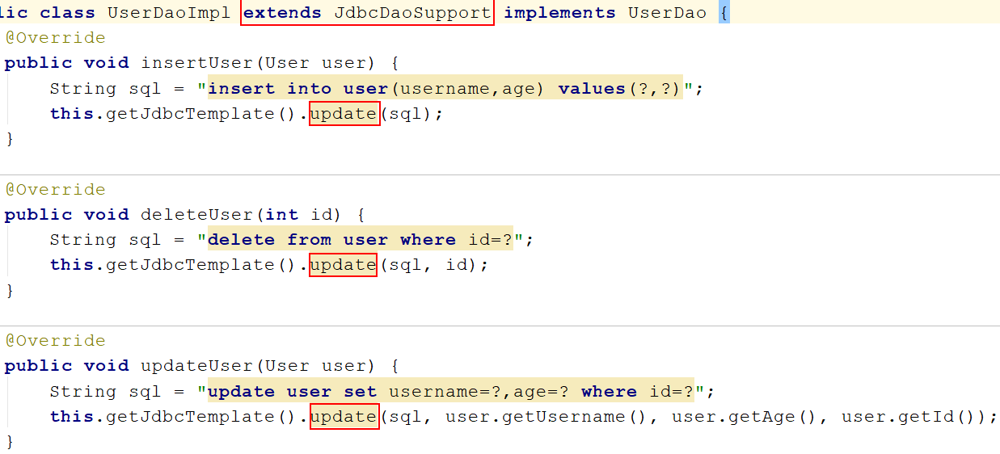 lic class UserDaoImpl extends JdbcDaoSupport implements UserDao {
@Override
public void insertUser(User user) {
String sql = "insert into user(username,age) values(?,?)";
this.getJdbcTemplate().update(sql);
}
@Override
public void deleteUser(int id) {
String sql = "delete from user where id=?";
this.getJdbcTemplate().update(sql, id);
}
@Override
public void updateUser(User user) {
String sql = "update user set username=?,age=? where id=?";
this.getJdbcTemplate().update(sql, user.getUsername(), user.getAge(), user.getId());
}